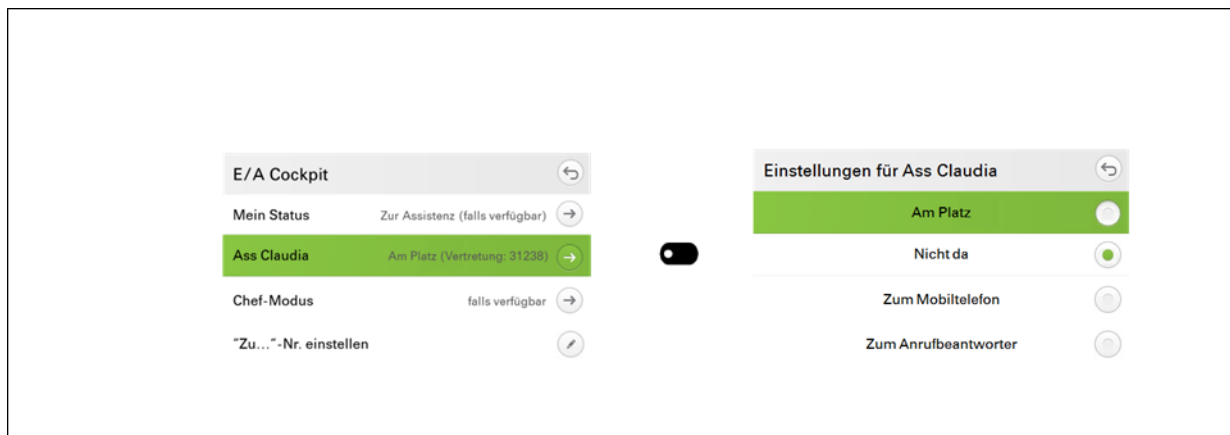 E/A Cockpit
Mein Status Zur Assistenz (falls verfügbar)
Ass Claudia Am Platz (Vertretung: 31238)
Chef-Modus falls verfügbar
"Zu..."-Nr. einstellen
Einstellungen für Ass Claudia
Am Platz
Nicht da
Zum Mobiltelefon
Zum Anrufbeantworter